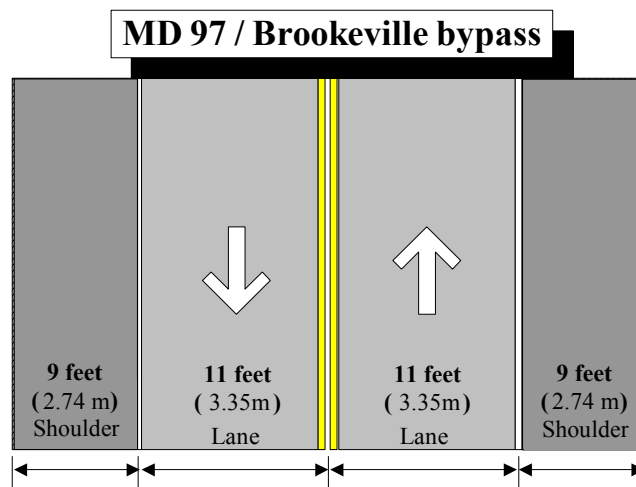 MD 97 / Brookeville bypass
9 feet
(2.74 m)
Shoulder
11 feet
( 3.35m)
Lane
11 feet
( 3.35m)
Lane
9 feet
(2.74 m)
Shoulder